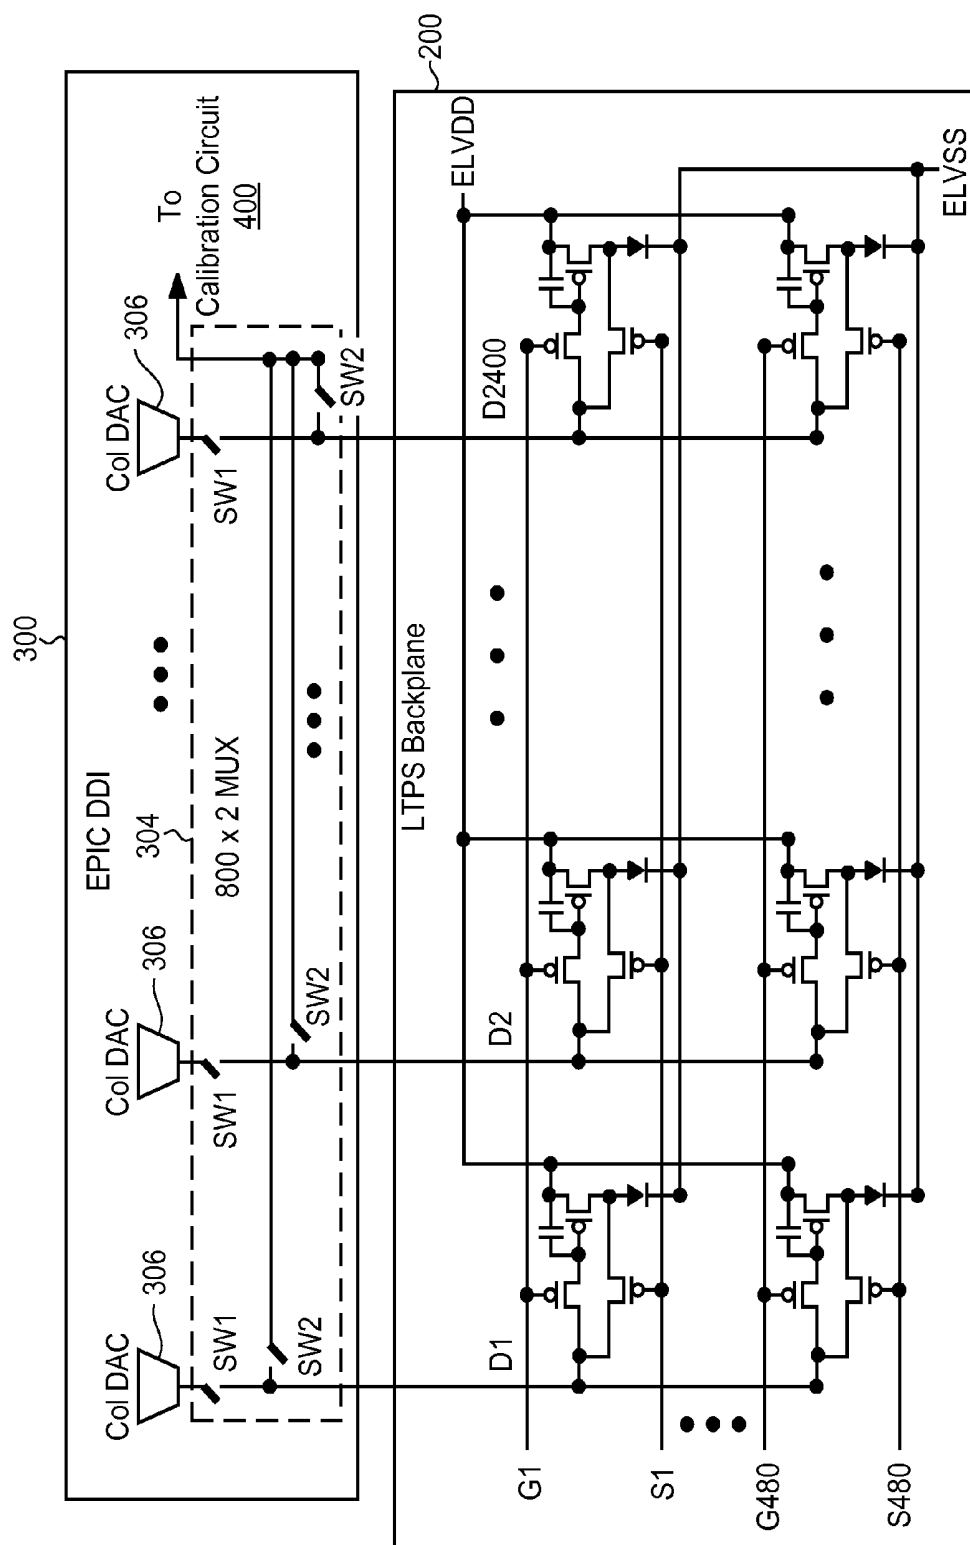 300
EPIC DDI
304
Col DAC
306
Col DAC
306
Col DAC
306
To
Calibration Circuit
400
SW1
SW1
SW1
800 x 2 MUX
SW2
SW2
SW2
200
LTPS Backplane
ELVDD
D1
D2
D2400
G1
S1
G480
S480
ELVSS